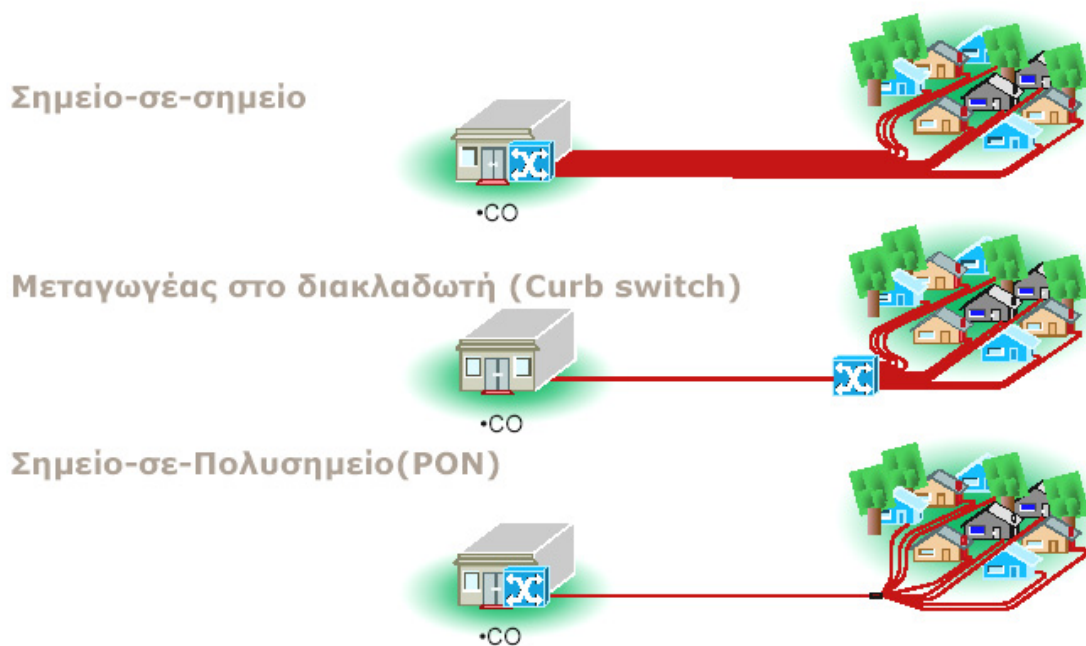 Σημείο-σε-σημείο
•CO
Μεταγωγέας στο διακλαδωτή (Curb switch)
•CO
Σημείο-σε-Πολυσημείο(PON)
•CO